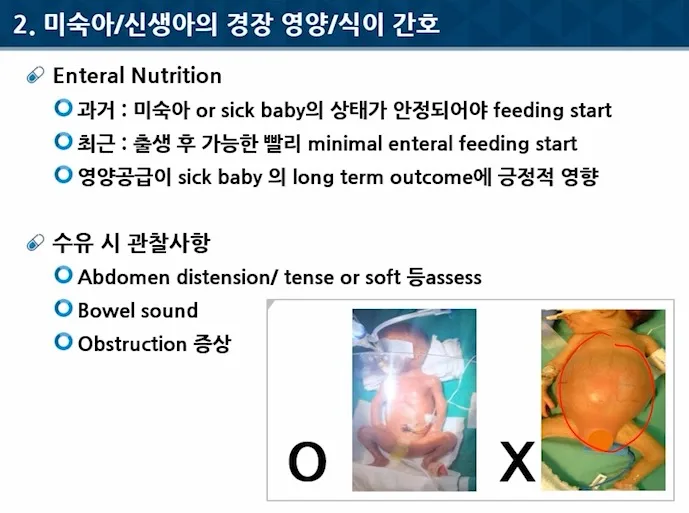 2. 미숙아/신생아의 경장 영양/식이 간호
Enteral Nutrition
과거 : 미숙아 or sick baby의 상태가 안정되어야 feeding start
최근 : 출생 후 가능한 빨리 minimal enteral feeding start
영양공급이 sick baby 의 long term outcome에 긍정적 영향
수유 시 관찰사항
Abdomen distension/ tense or soft 등assess
Bowel sound
Obstruction 증상
O X